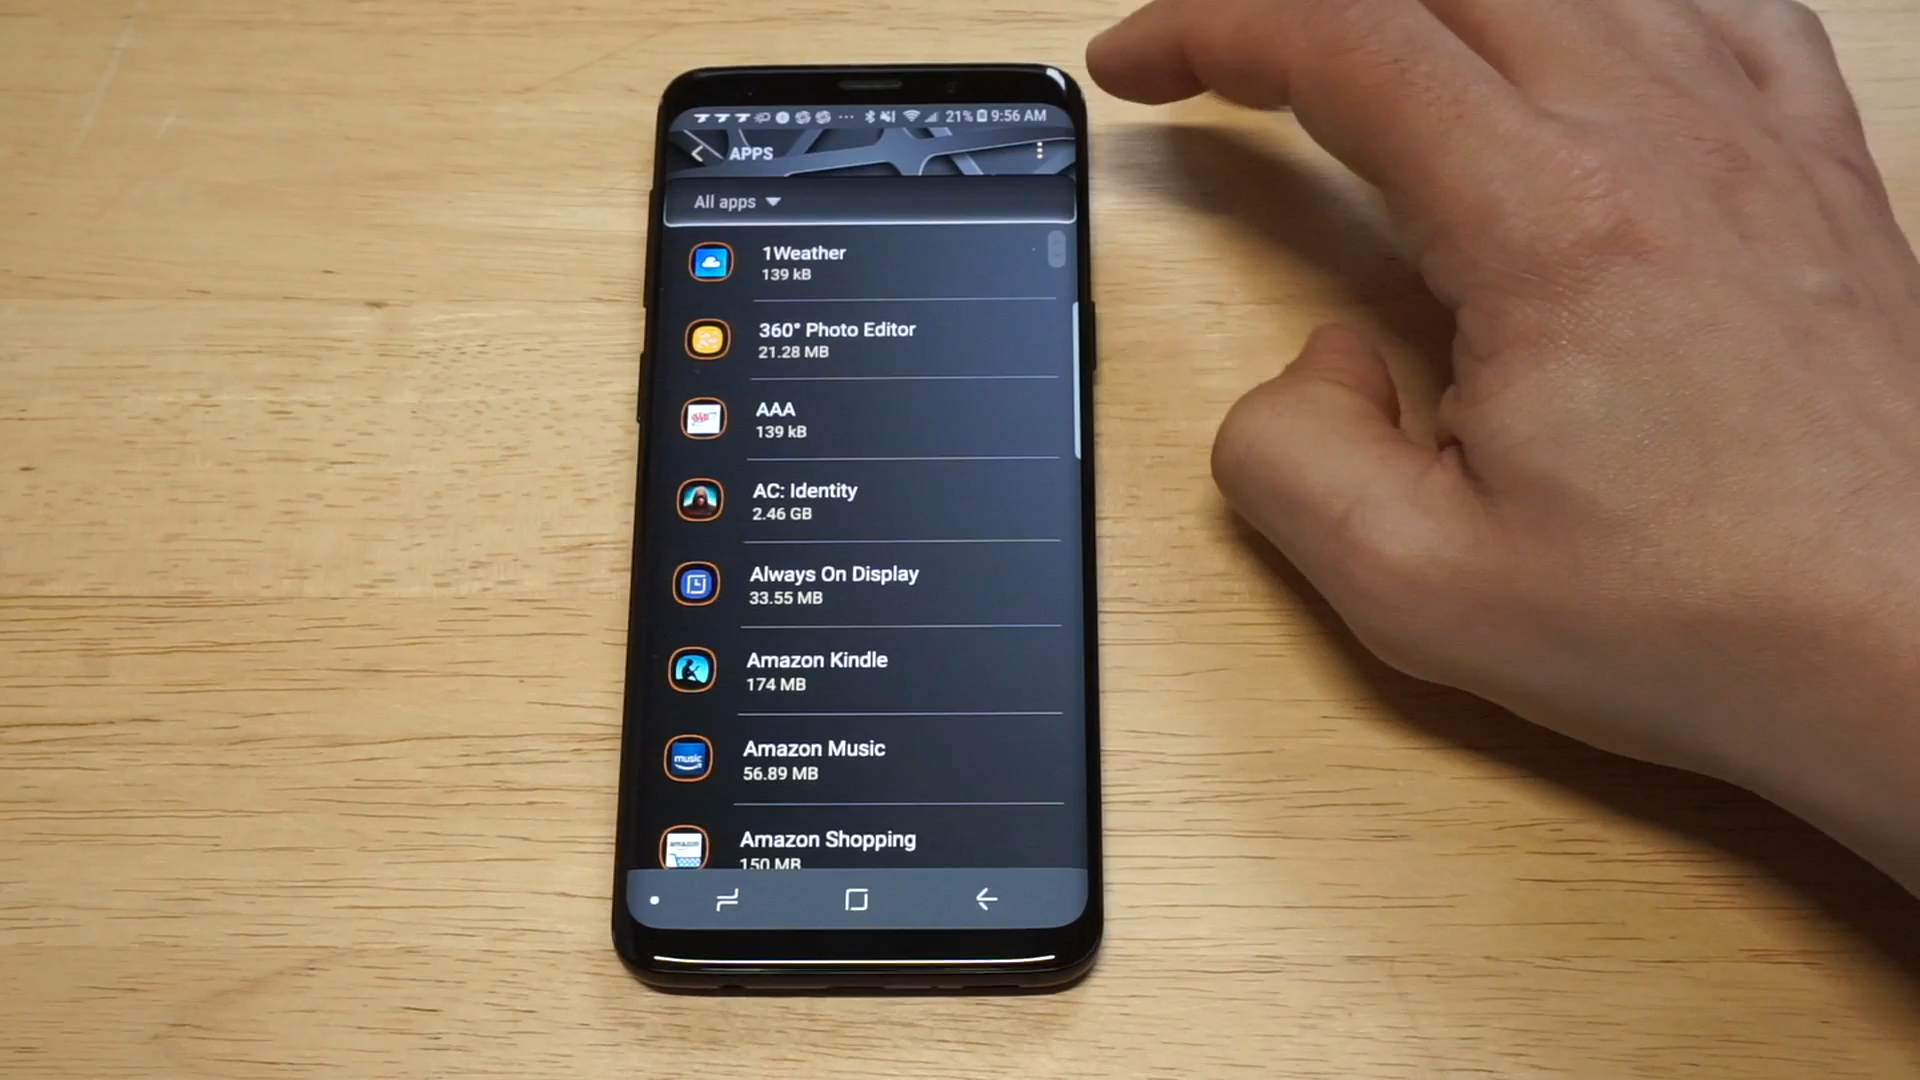 21% 9:56 AM
APPS
All apps
1Weather
139 kB
360° Photo Editor
21.28 MB
AAA
139 kB
AC: Identity
2.46 GB
Always On Display
33.55 MB
Amazon Kindle
174 MB
music
Amazon Music
56.89 MB
amazon
Amazon Shopping
150 MB